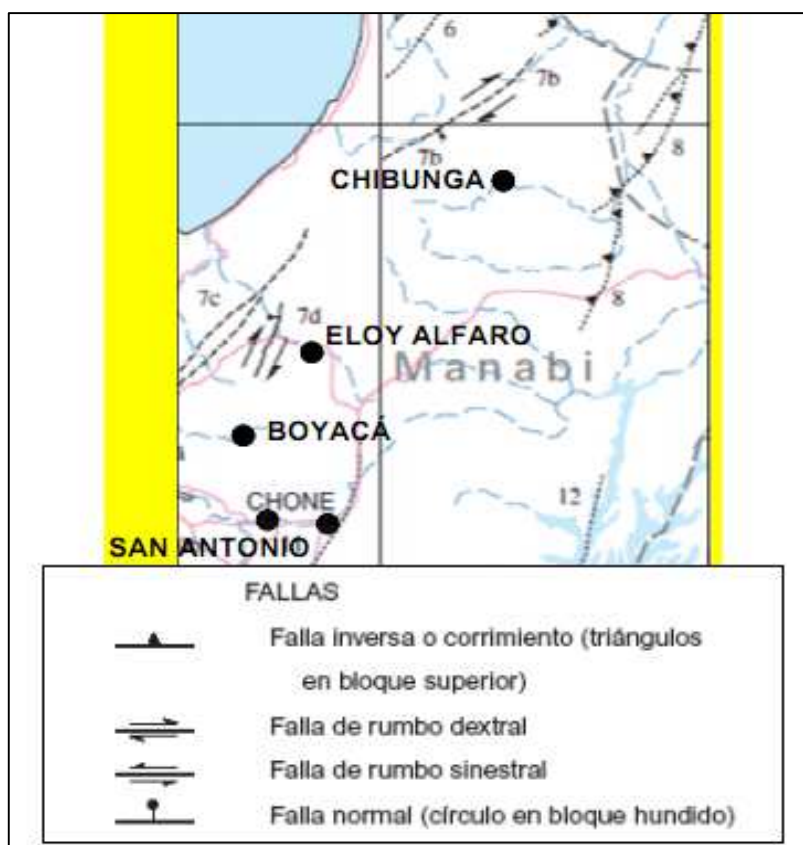 6
7b
7b
8
CHIBUNGA
7c
7d
8
ELOY ALFARO
Manabi
BOYACÁ
12
CHONE
SAN ANTONIO
FALLAS
Falla inversa o corrimiento (triángulos
en bloque superior)
Falla de rumbo dextral
Falla de rumbo sinestral
Falla normal (círculo en bloque hundido)